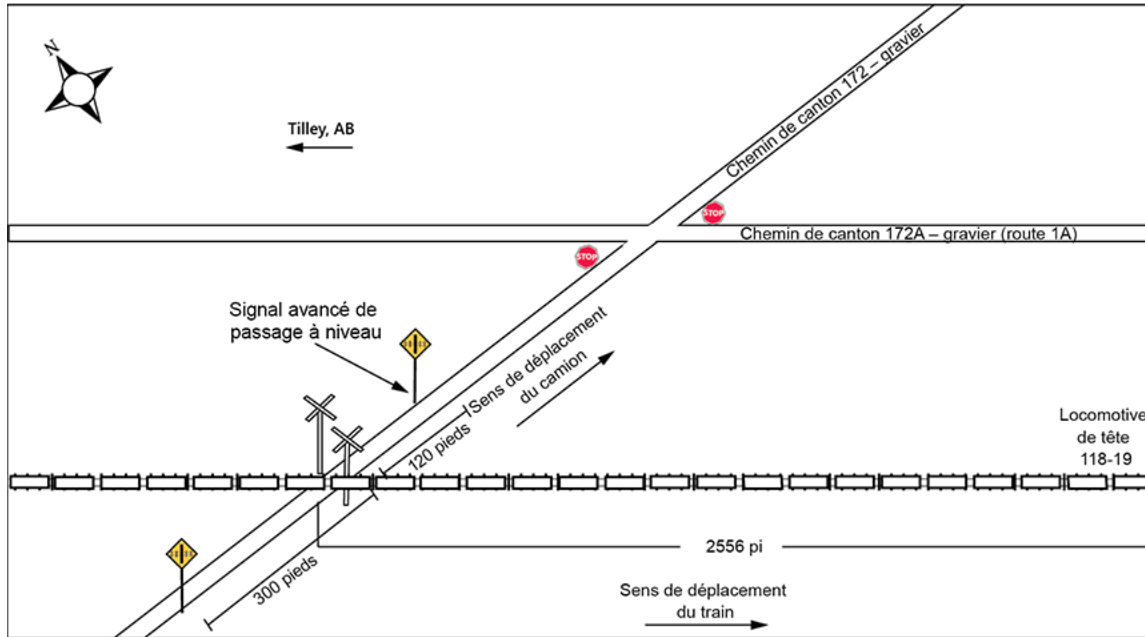 N
Tilley, AB
Chemin de canton 172 – gravier
STOP
Chemin de canton 172A – gravier (route 1A)
STOP
Signal avancé de
passage à niveau
Sens de déplacement
du camion
120 pieds
Locomotive
de tête
118-19
2556 pi
300 pieds
Sens de déplacement
du train